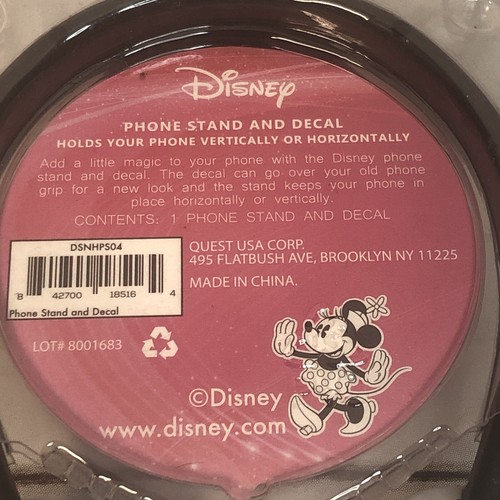 Disney
PHONE STAND AND DECAL
HOLDS YOUR PHONE VERTICALLY OR HORIZONTALLY
Add a little magic to your phone with the Disney phone
stand and decal. The decal can go over your old phone
grip for a new look and the stand keeps your phone in
place horizontally or vertically.
CONTENTS: 1 PHONE STAND AND DECAL
DSNHPS04
8 42700 18516 4
Phone Stand and Decal
QUEST USA CORP.
495 FLATBUSH AVE, BROOKLYN NY 11225
MADE IN CHINA.
LOT# 8001683
©Disney
www.disney.com